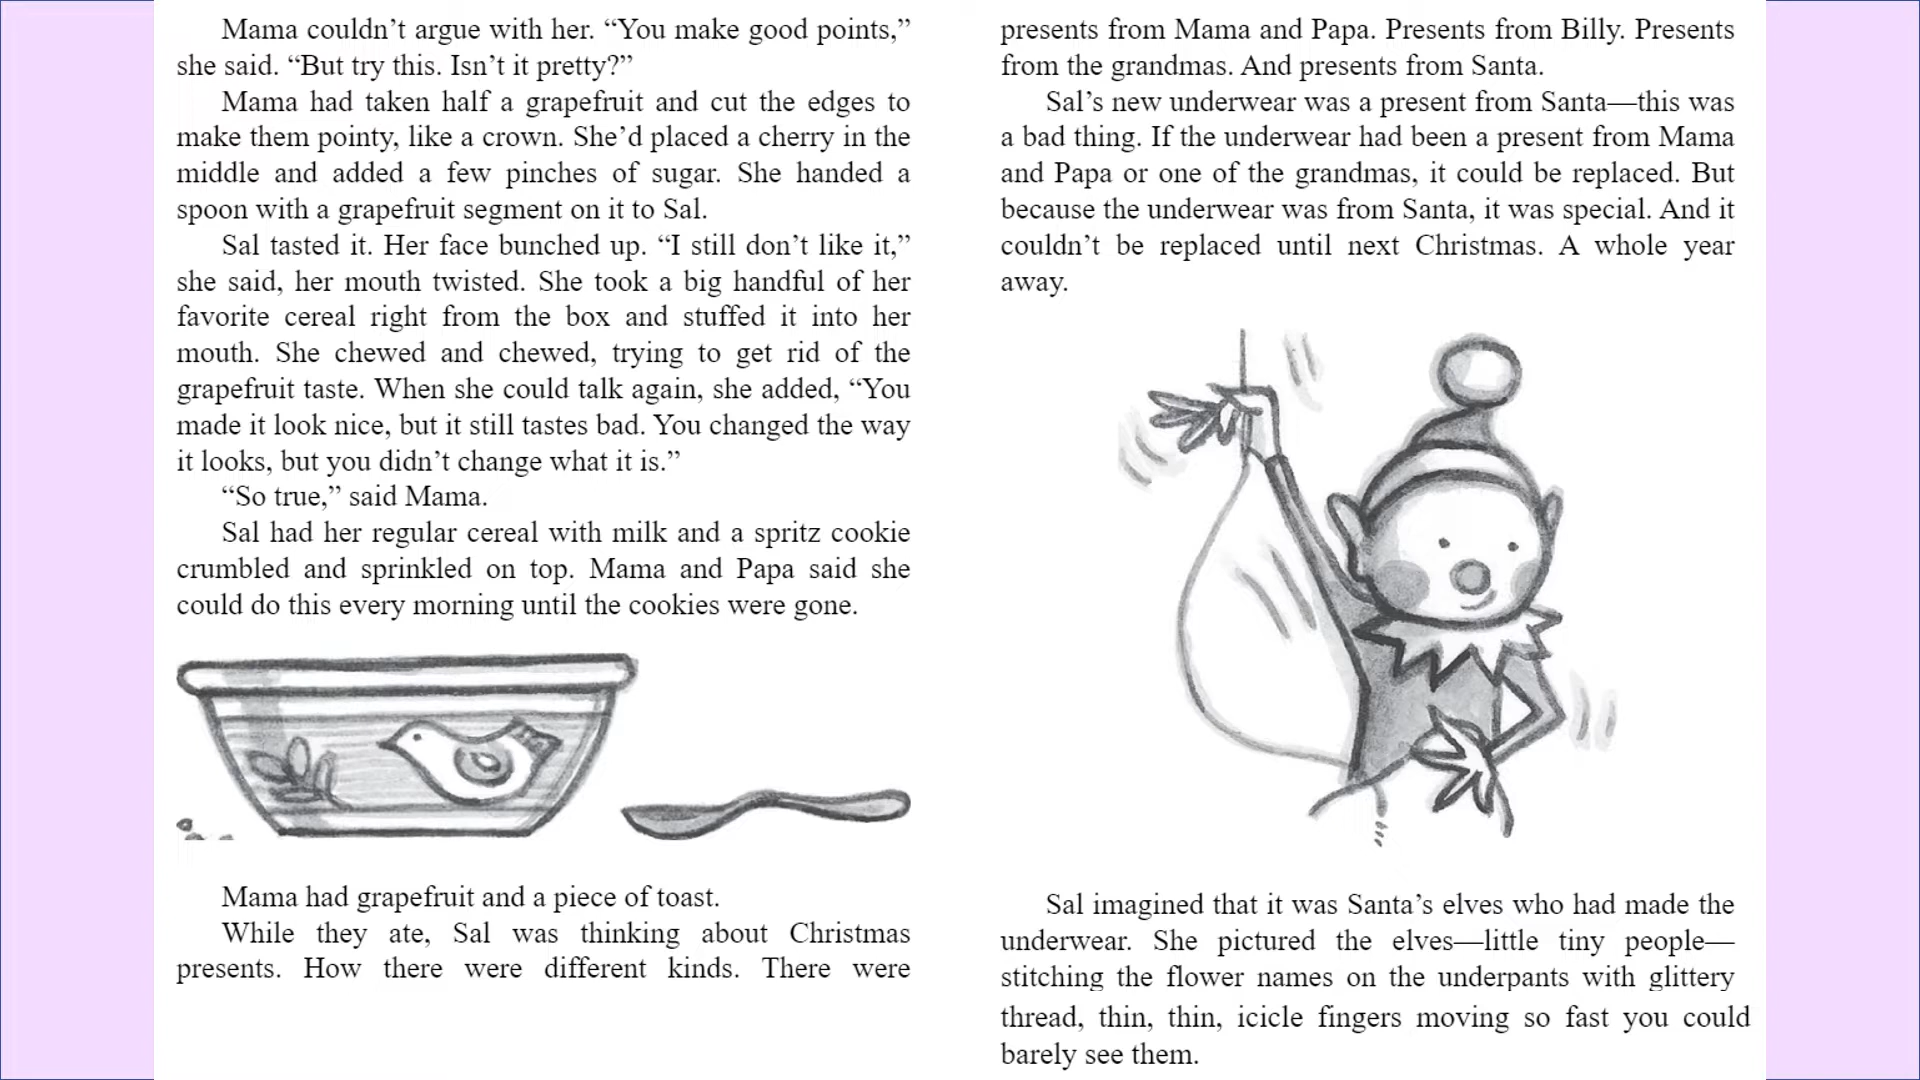 Mama couldn’t argue with her. “You make good points,”
she said. “But try this. Isn’t it pretty?”
Mama had taken half a grapefruit and cut the edges to
make them pointy, like a crown. She’d placed a cherry in the
middle and added a few pinches of sugar. She handed a
spoon with a grapefruit segment on it to Sal.
Sal tasted it. Her face bunched up. “I still don’t like it,”
she said, her mouth twisted. She took a big handful of her
favorite cereal right from the box and stuffed it into her
mouth. She chewed and chewed, trying to get rid of the
grapefruit taste. When she could talk again, she added, “You
made it look nice, but it still tastes bad. You changed the way
it looks, but you didn’t change what it is.”
“So true,” said Mama.
Sal had her regular cereal with milk and a spritz cookie
crumbled and sprinkled on top. Mama and Papa said she
could do this every morning until the cookies were gone.
Mama had grapefruit and a piece of toast.
While they ate, Sal was thinking about Christmas
presents. How there were different kinds. There were
presents from Mama and Papa. Presents from Billy. Presents
from the grandmas. And presents from Santa.
Sal’s new underwear was a present from Santa—this was
a bad thing. If the underwear had been a present from Mama
and Papa or one of the grandmas, it could be replaced. But
because the underwear was from Santa, it was special. And it
couldn’t be replaced until next Christmas. A whole year
away.
Sal imagined that it was Santa’s elves who had made the
underwear. She pictured the elves—little tiny people—
stitching the flower names on the underpants with glittery
thread, thin, thin, icicle fingers moving so fast you could
barely see them.